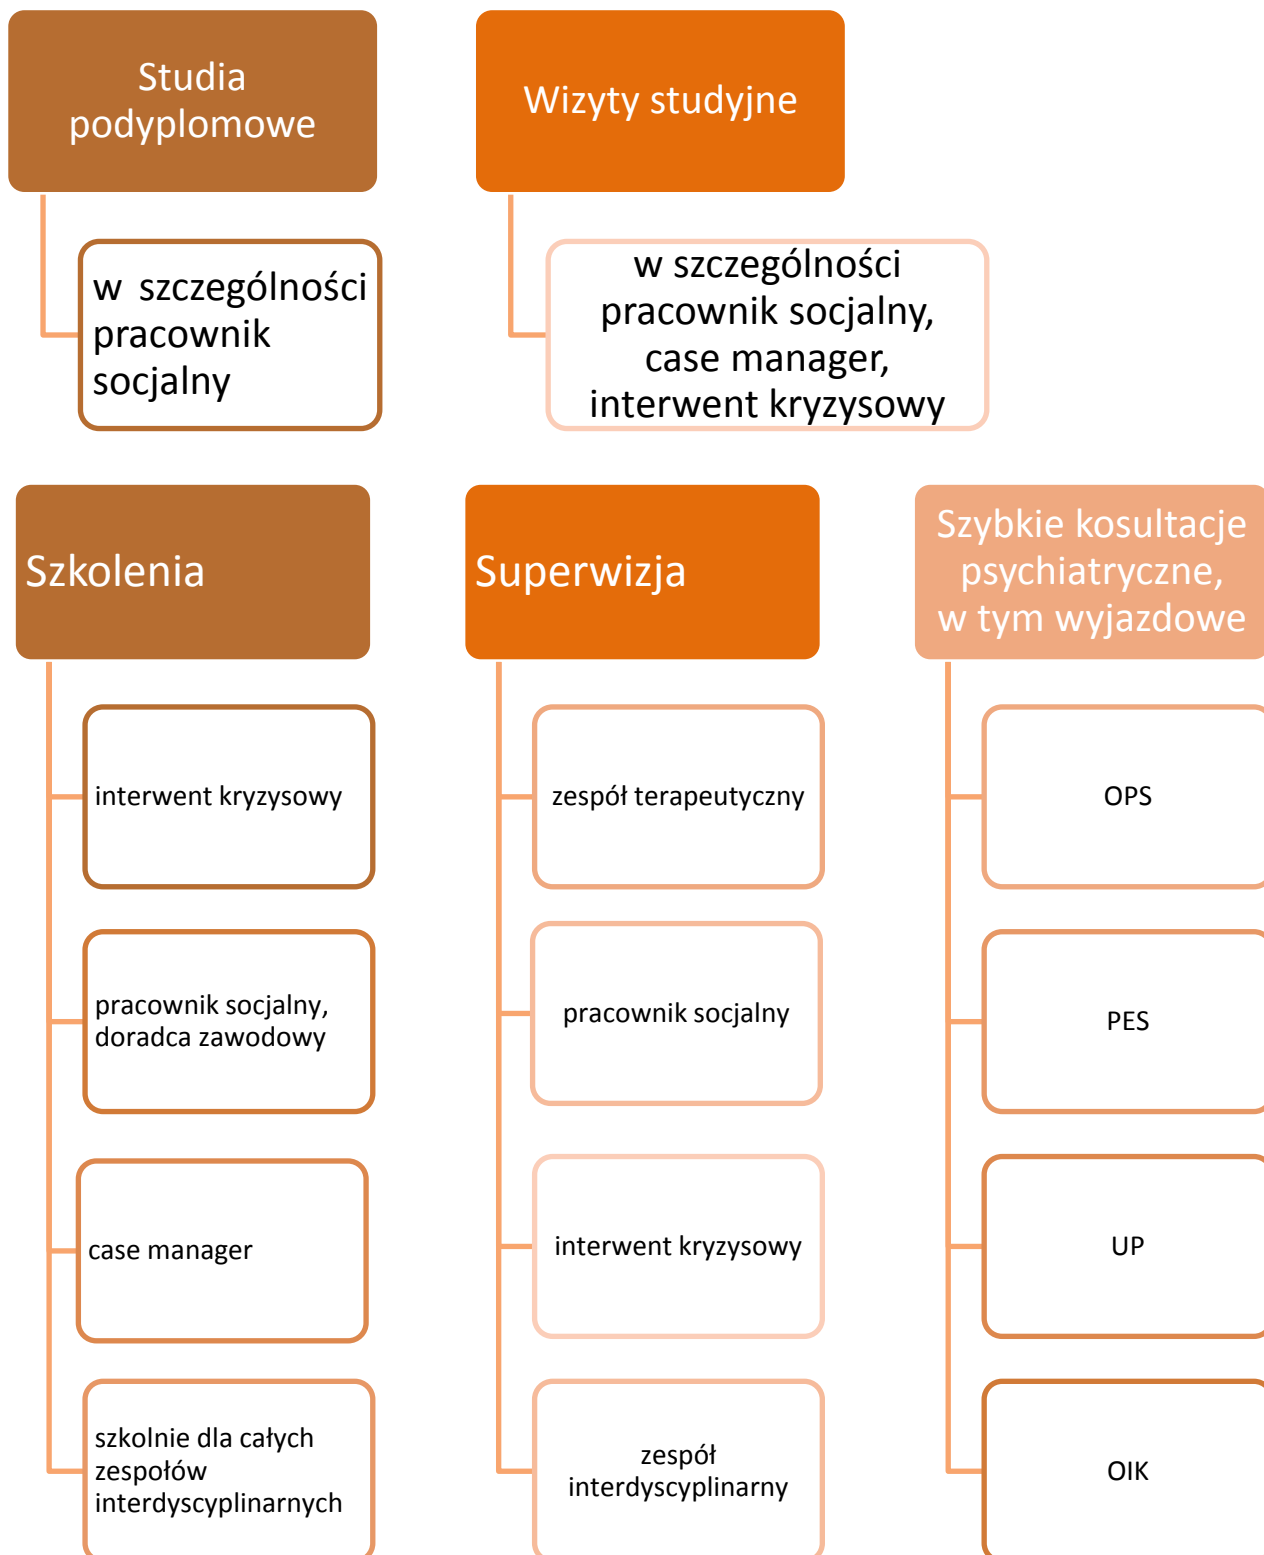 Studia
podyplomowe
w szczególności
pracownik
socjalny
Wizyty studyjne
w szczególności
pracownik socjalny,
case manager,
interwent kryzysowy
Szkolenia
interwent kryzysowy
pracownik socjalny,
doradca zawodowy
case manager
szkolnie dla całych
zespołów
interdyscyplinarnych
Superwizja
zespół terapeutyczny
pracownik socjalny
interwent kryzysowy
zespół
interdyscyplinarny
Szybkie kosultacje
psychiatryczne,
w tym wyjazdowe
OPS
PES
UP
OIK